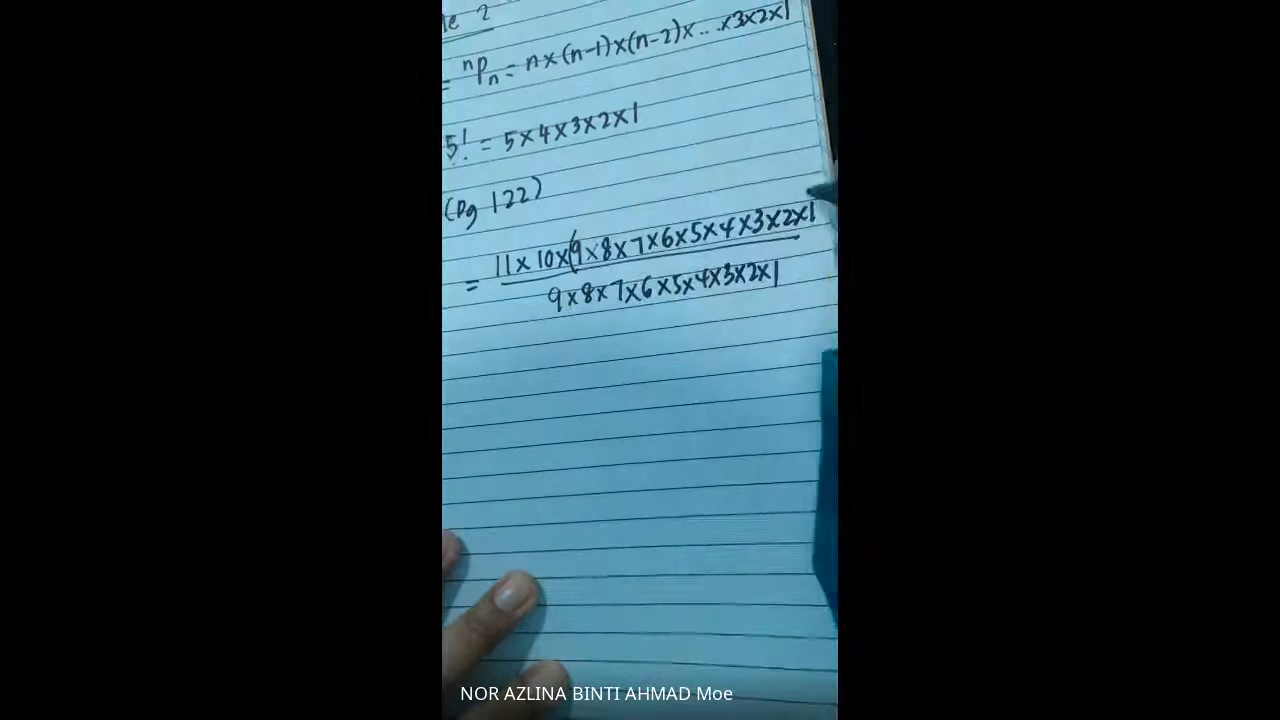 le 2
= ⁿPₙ = n×(n-1)×(n-2)×...×3×2×1
5! = 5×4×3×2×1
(pg 122)
11×10×(9×8×7×6×5×4×3×2×1
=
9×8×7×6×5×4×3×2×1
NOR AZLINA BINTI AHMAD Moe